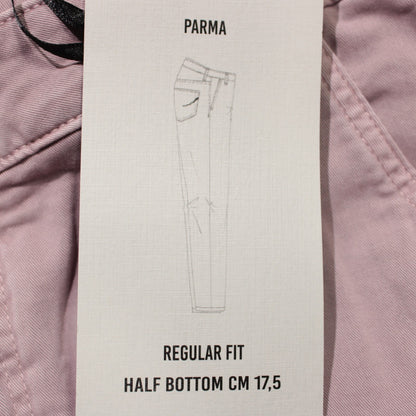 PARMA
REGULAR FIT
HALF BOTTOM CM 17,5